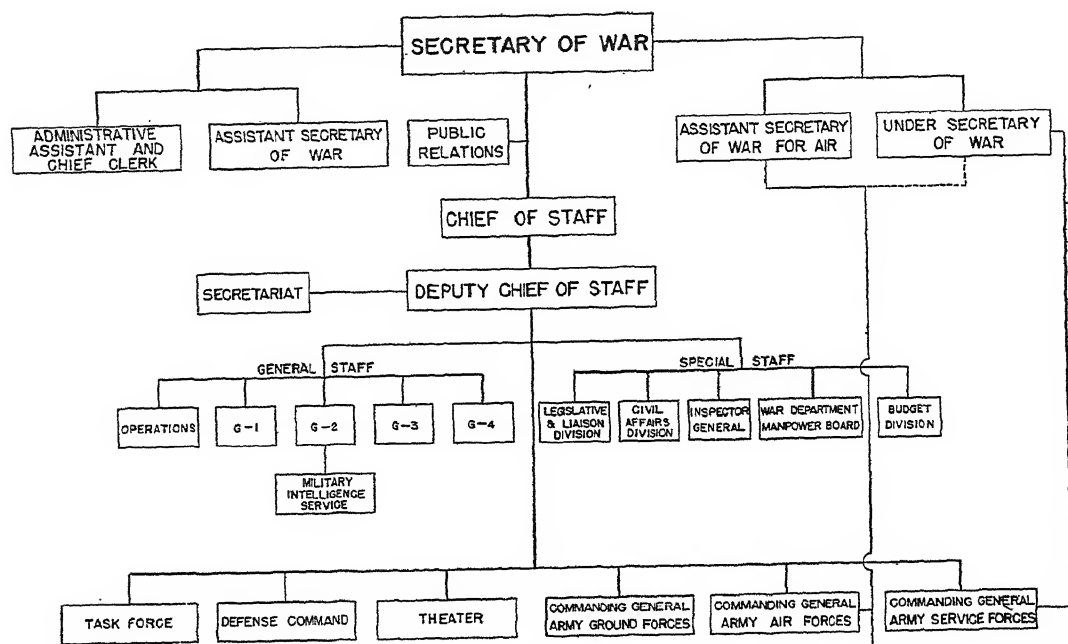 SECRETARY OF WAR
ADMINISTRATIVE
ASSISTANT AND
CHIEF CLERK
ASSISTANT SECRETARY
OF WAR
PUBLIC
RELATIONS
ASSISTANT SECRETARY
OF WAR FOR AIR
UNDER SECRETARY
OF WAR
CHIEF OF STAFF
SECRETARIAT
DEPUTY CHIEF OF STAFF
GENERAL STAFF
SPECIAL STAFF
OPERATIONS
G-1
G-2
G-3
G-4
LEGISLATIVE
& LIAISON
DIVISION
CIVIL
AFFAIRS
DIVISION
INSPECTOR
GENERAL
WAR DEPARTMENT
MANPOWER BOARD
BUDGET
DIVISION
MILITARY
INTELLIGENCE
SERVICE
TASK FORCE
DEFENSE COMMAND
THEATER
COMMANDING GENERAL
ARMY GROUND FORCES
COMMANDING GENERAL
ARMY AIR FORCES
COMMANDING GENERAL
ARMY SERVICE FORCES